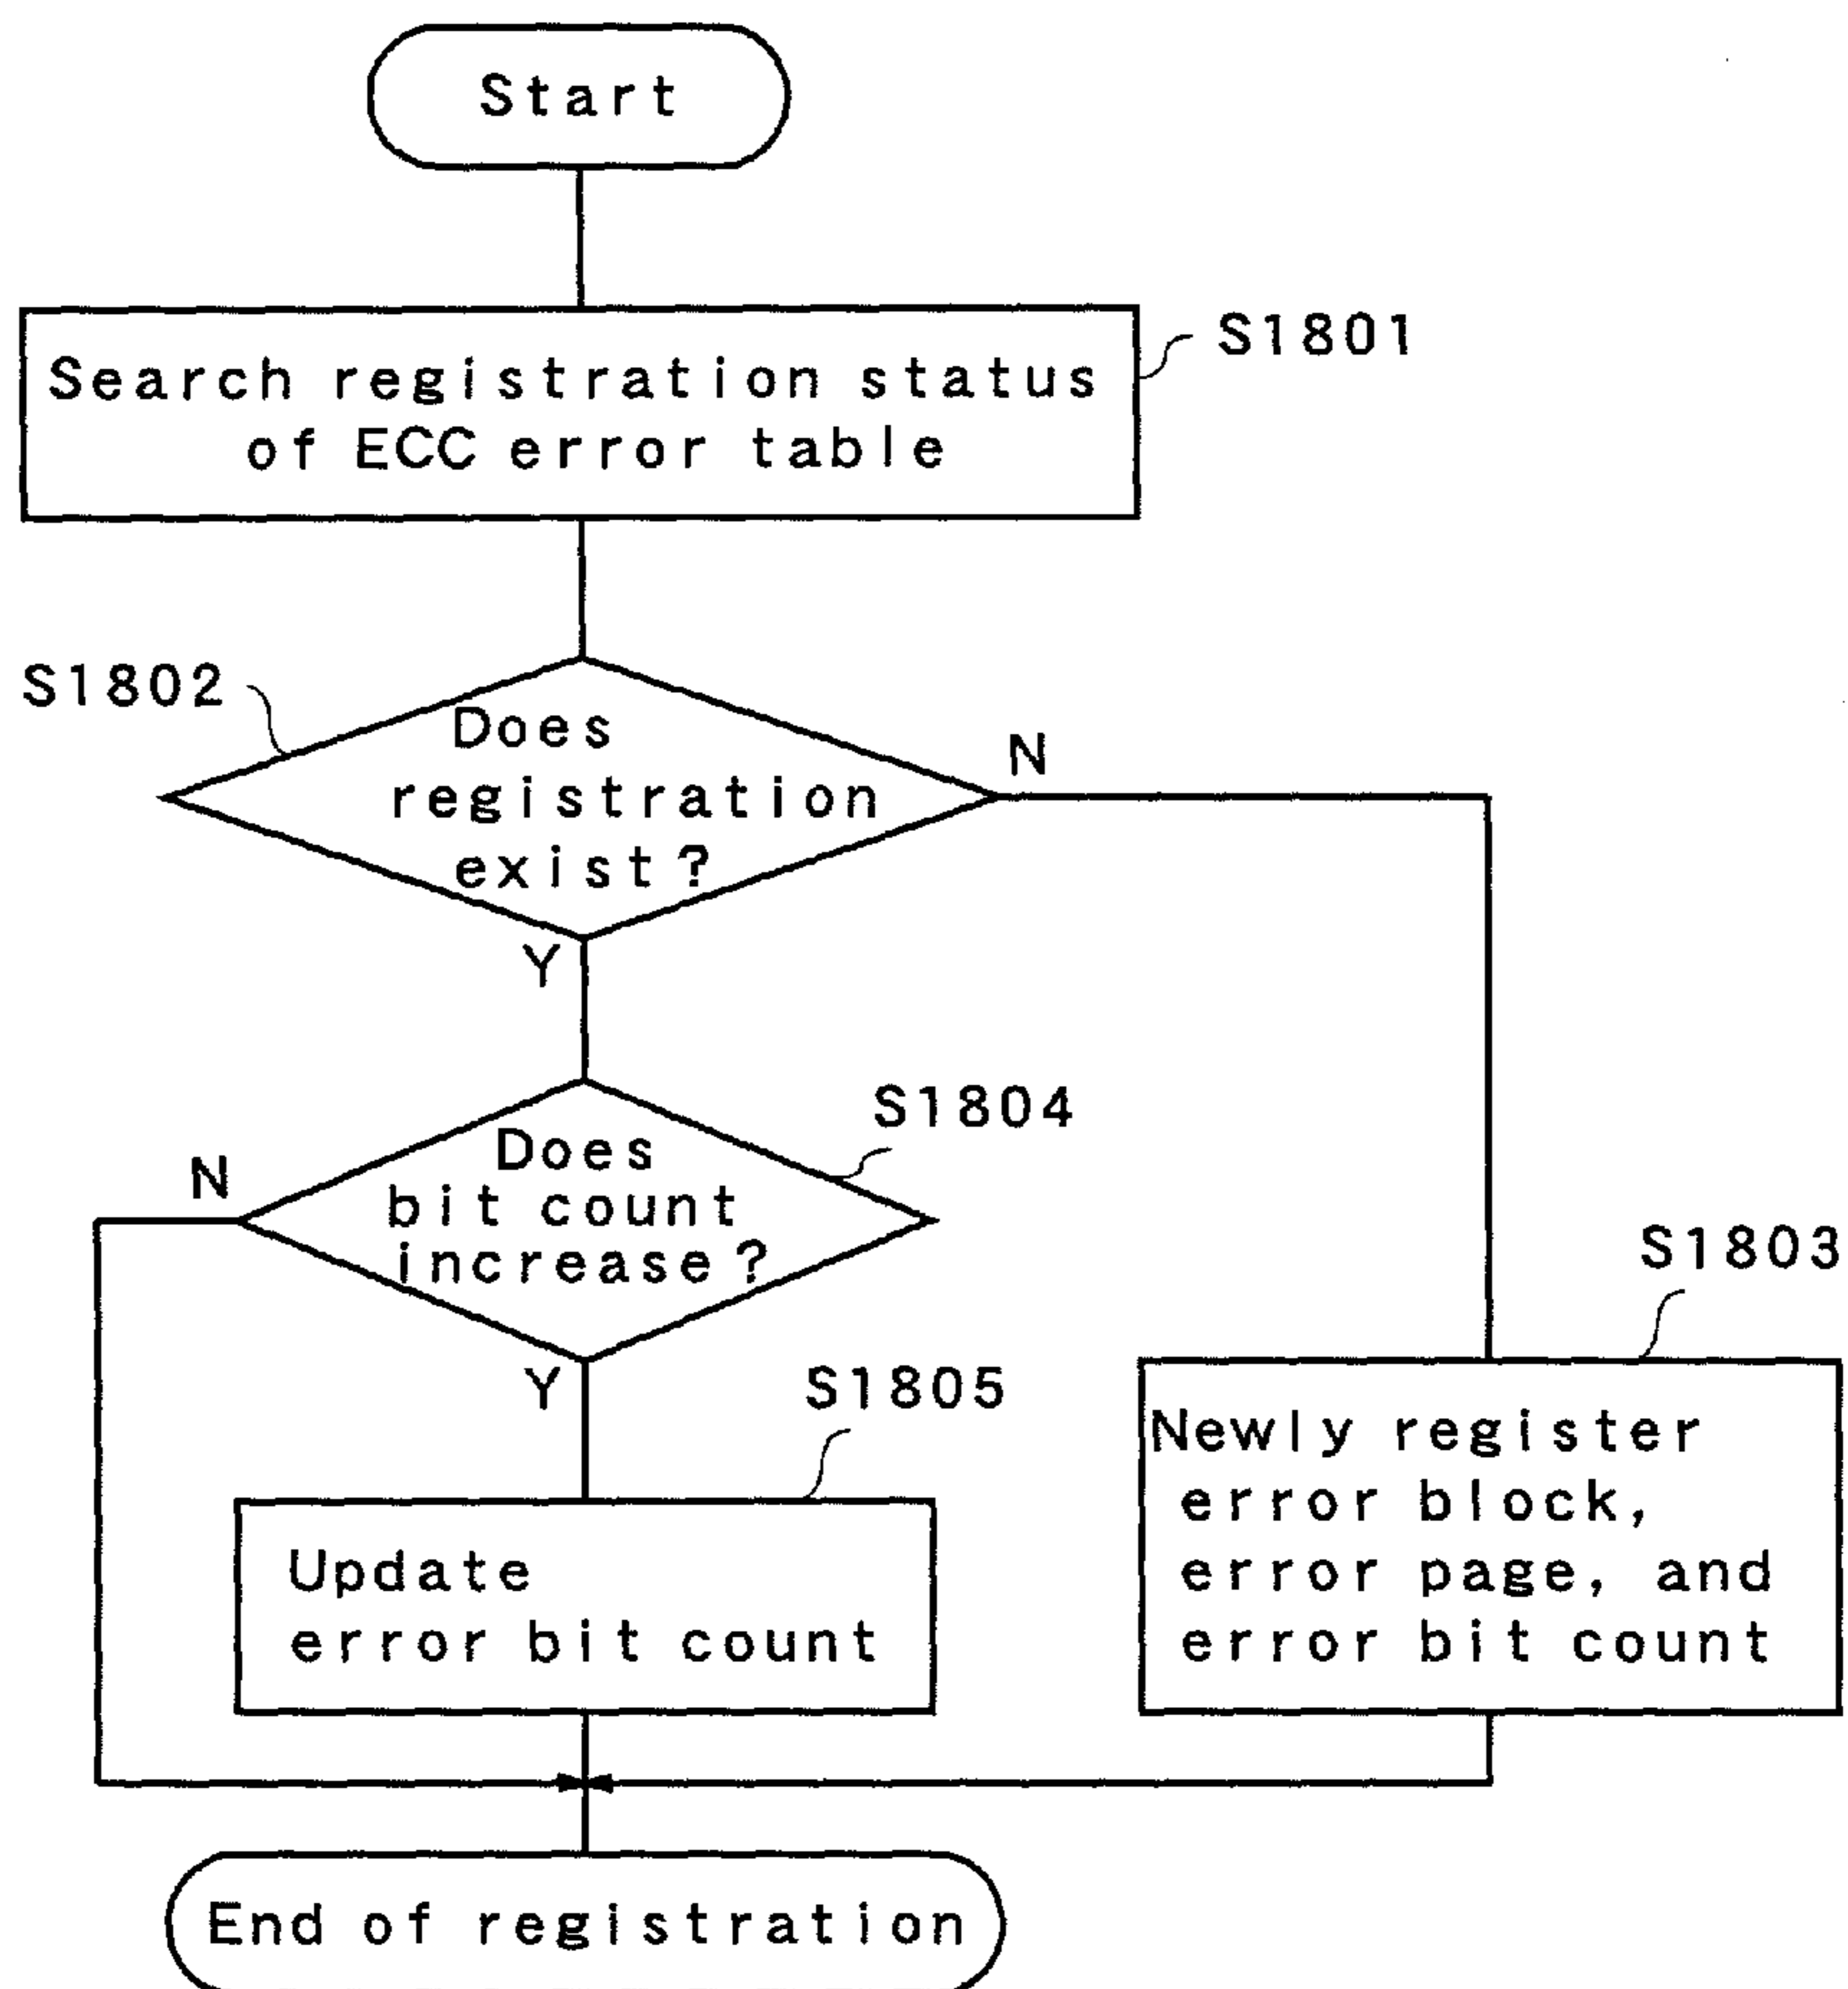 Start
S1801
Search registration status
of ECC error table
S1802
Does
registration
exist?
N
Y
S1804
Does
bit count
increase?
N
Y
S1805
Update
error bit count
S1803
Newly register
error block,
error page, and
error bit count
End of registration